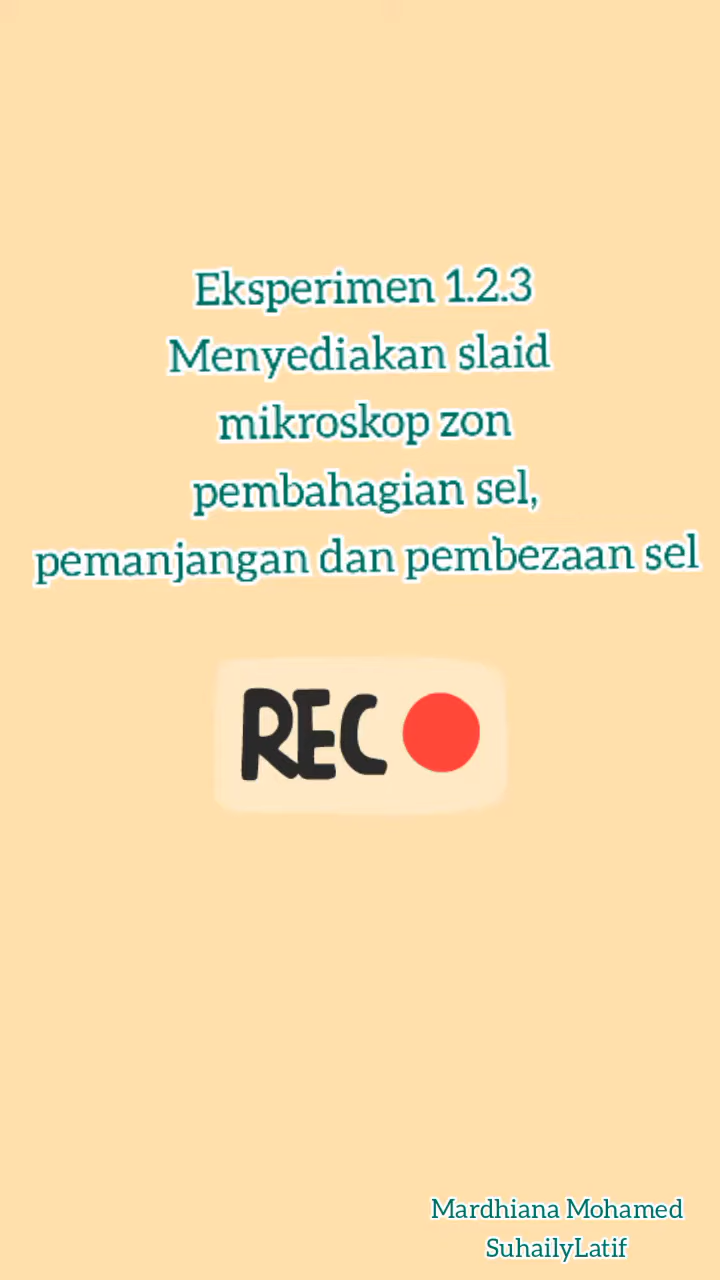 Eksperimen 1.2.3
Menyediakan slaid
mikroskop zon
pembahagian sel,
pemanjangan dan pembezaan sel
REC
Mardhiana Mohamed
SuhailyLatif